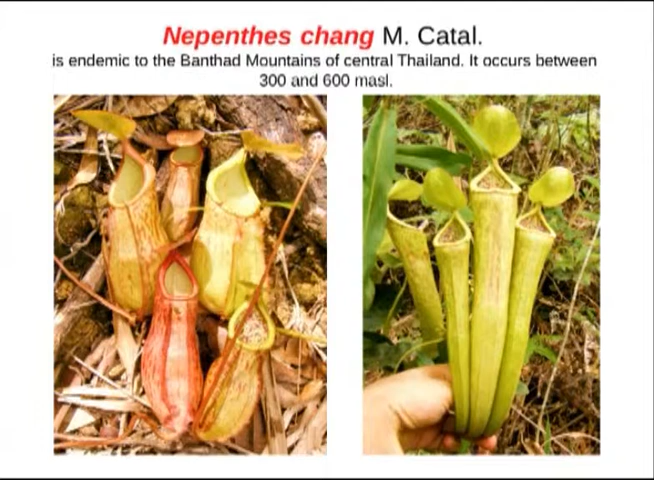 Nepenthes chang M. Catal.
is endemic to the Banthad Mountains of central Thailand. It occurs between
300 and 600 masl.